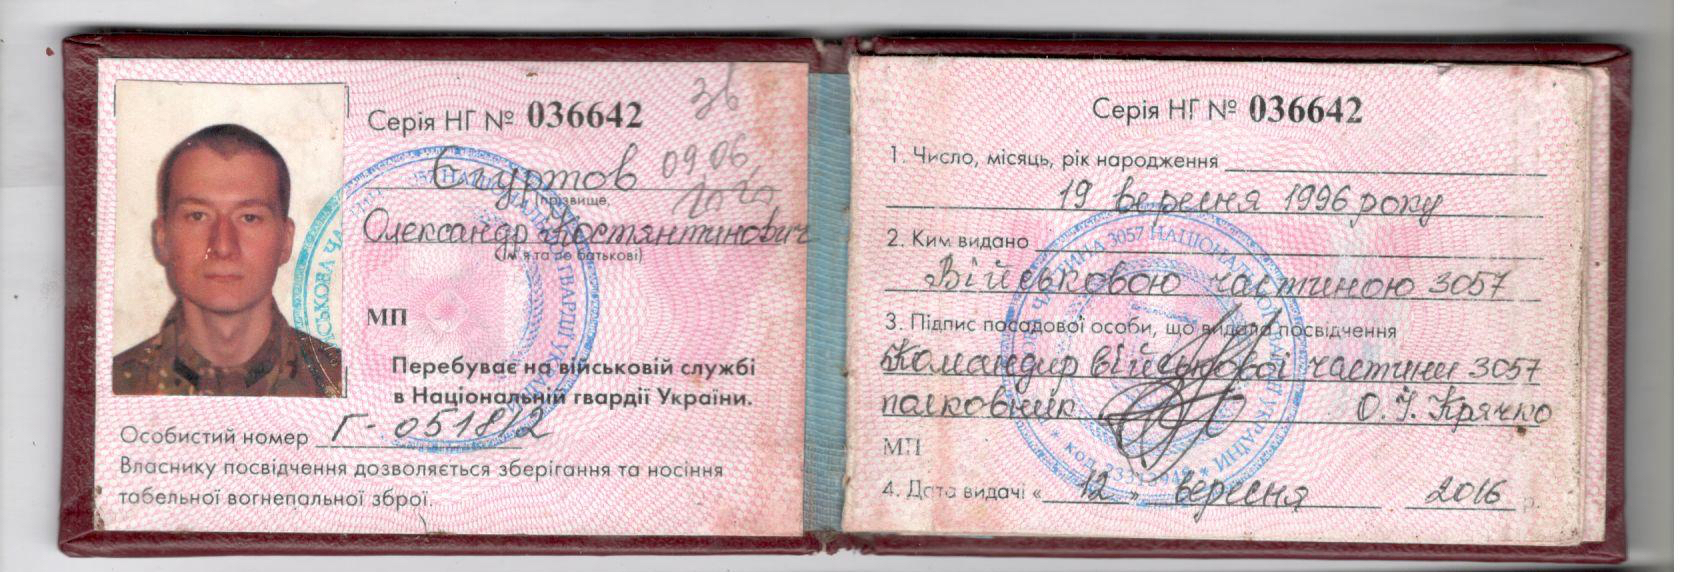 Серія НГ № 036642
зв
Огуртов 09 06
(прізвище,
Олександр Костянтинович
ім'я та по батькові)
МП
Перебуває на військовій службі
в Національній гвардії України.
Особистий номер Г-051812
Власнику посвідчення дозволяється зберігання та носіння
табельної вогнепальної зброї.
Серія НГ № 036642
1. Число, місяць, рік народження
19 вересня 1996 року
2. Ким видано
Військовою частиною 3057
3. Підпис посадової особи, що видала посвідчення
Командир військової частини 3057
полковник О.І. Крячко
МП
4. Дата видачі « 12 » вересня 2016 р.